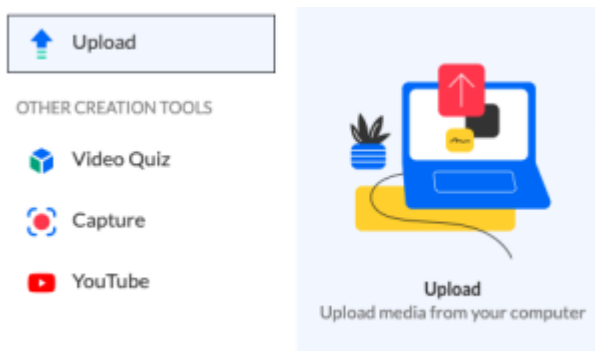 Upload
OTHER CREATION TOOLS
Video Quiz
Capture
YouTube
Upload
Upload media from your computer